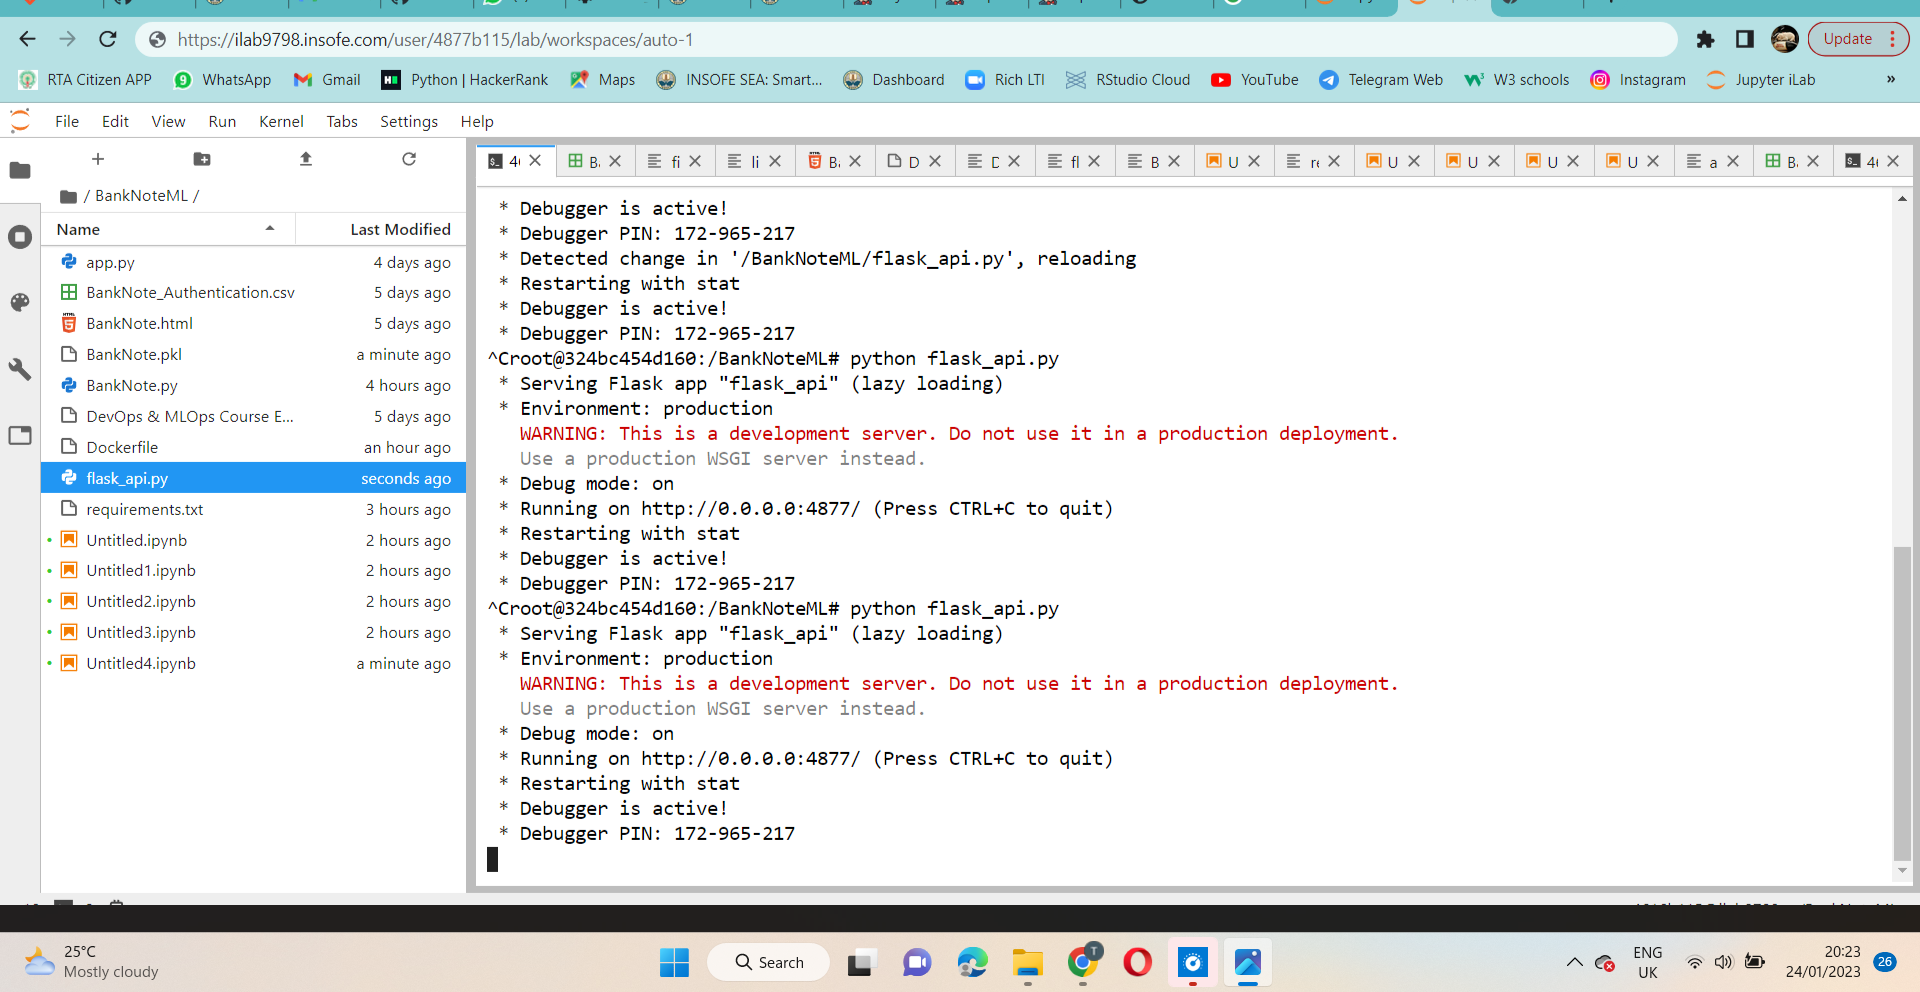 https://ilab9798.insofe.com/user/4877b115/lab/workspaces/auto-1
Update
RTA Citizen APP
WhatsApp
Gmail
Python | HackerRank
Maps
INSOFE SEA: Smart...
Dashboard
Rich LTI
RStudio Cloud
YouTube
Telegram Web
W3 schools
Instagram
Jupyter iLab
»
File Edit View Run Kernel Tabs Settings Help
/ BankNoteML /
Name Last Modified
app.py 4 days ago
BankNote_Authentication.csv 5 days ago
BankNote.html 5 days ago
BankNote.pkl a minute ago
BankNote.py 4 hours ago
DevOps & MLOps Course E... 5 days ago
Dockerfile an hour ago
flask_api.py seconds ago
requirements.txt 3 hours ago
Untitled.ipynb 2 hours ago
Untitled1.ipynb 2 hours ago
Untitled2.ipynb 2 hours ago
Untitled3.ipynb 2 hours ago
Untitled4.ipynb a minute ago
* Debugger is active!
* Debugger PIN: 172-965-217
* Detected change in '/BankNoteML/flask_api.py', reloading
* Restarting with stat
* Debugger is active!
* Debugger PIN: 172-965-217
^Croot@324bc454d160:/BankNoteML# python flask_api.py
* Serving Flask app "flask_api" (lazy loading)
* Environment: production
WARNING: This is a development server. Do not use it in a production deployment.
Use a production WSGI server instead.
* Debug mode: on
* Running on http://0.0.0.0:4877/ (Press CTRL+C to quit)
* Restarting with stat
* Debugger is active!
* Debugger PIN: 172-965-217
^Croot@324bc454d160:/BankNoteML# python flask_api.py
* Serving Flask app "flask_api" (lazy loading)
* Environment: production
WARNING: This is a development server. Do not use it in a production deployment.
Use a production WSGI server instead.
* Debug mode: on
* Running on http://0.0.0.0:4877/ (Press CTRL+C to quit)
* Restarting with stat
* Debugger is active!
* Debugger PIN: 172-965-217
25°C
Mostly cloudy
Search
T
ENG
UK
20:23
24/01/2023
26